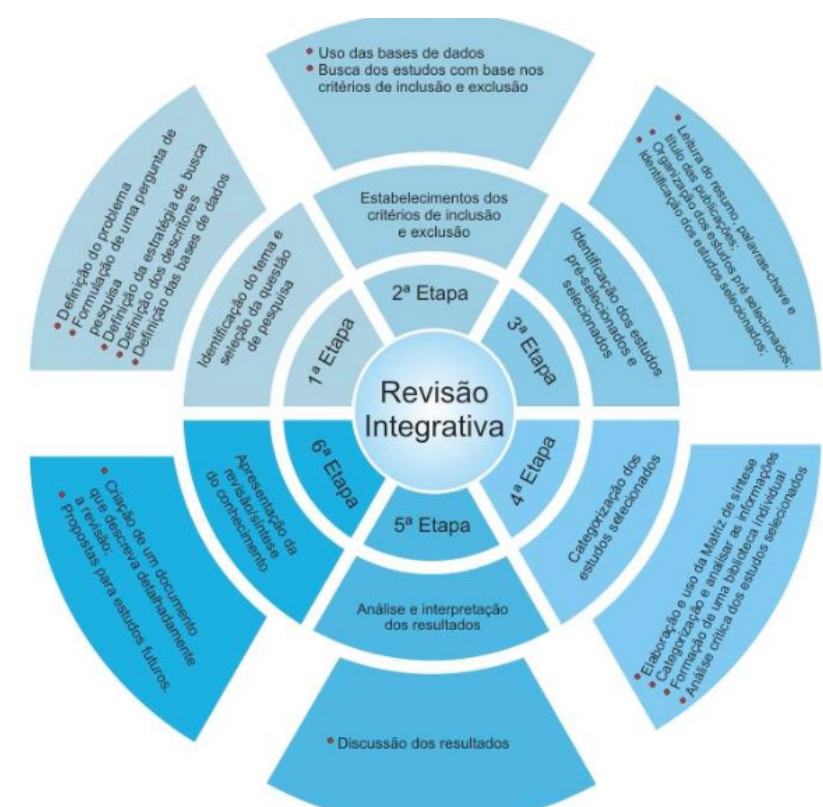 Revisão
Integrativa
1ª Etapa
Identificação do tema e
seleção da questão
de pesquisa
• Definição do problema
• Formulação de uma pergunta de
pesquisa
• Definição da estratégia de busca
• Definição dos descritores
• Definição das bases de dados
2ª Etapa
Estabelecimentos dos
critérios de inclusão
e exclusão
• Uso das bases de dados
• Busca dos estudos com base nos
critérios de inclusão e exclusão
3ª Etapa
Identificação dos estudos
pré-selecionados e
selecionados
• Leitura do resumo, palavras-chave e
título das publicações;
• Organização dos estudos pré selecionados;
• Identificação dos estudos selecionados;
4ª Etapa
Categorização dos
estudos selecionados
• Elaboração e uso da Matriz de síntese
• Categorização e analisar as informações
• Formação de uma biblioteca individual
• Análise crítica dos estudos selecionados
5ª Etapa
Análise e interpretação
dos resultados
• Discussão dos resultados
6ª Etapa
Apresentação da
revisão/síntese
do conhecimento
• Criação de um documento
que descreva detalhadamente
a revisão;
• Propostas para estudos futuros.